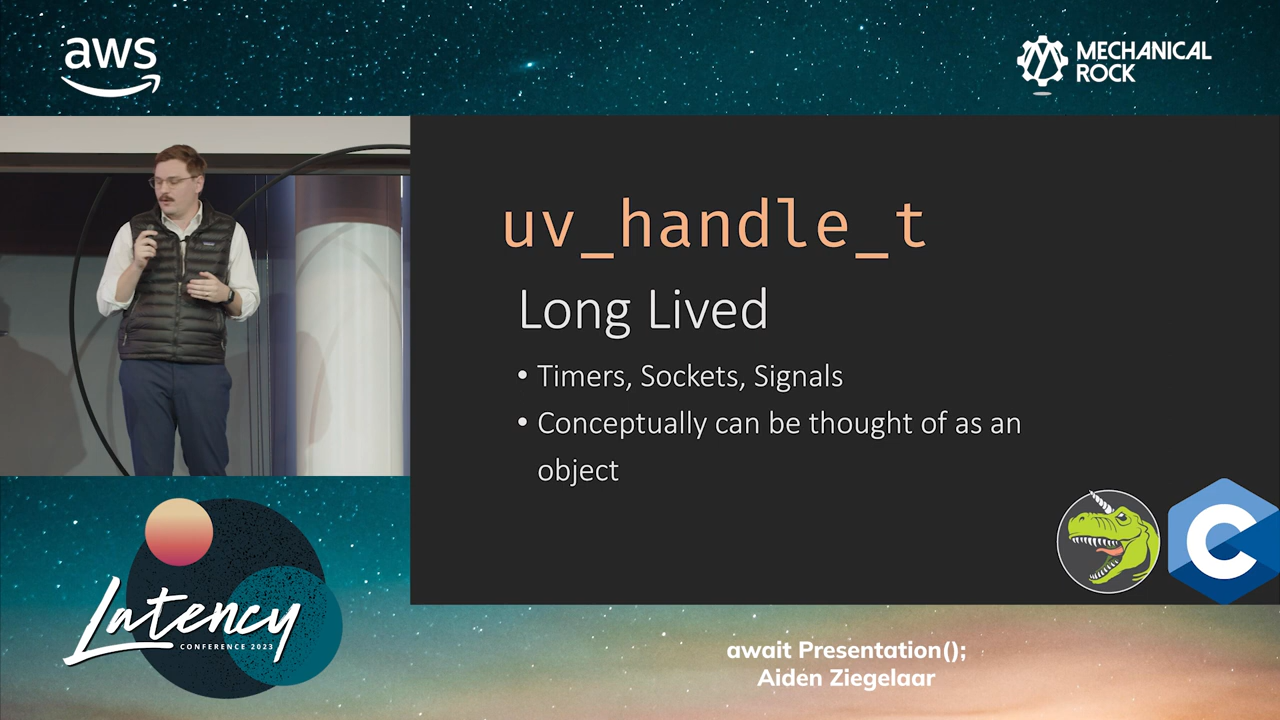 aws
MECHANICAL
ROCK
uv_handle_t
Long Lived
• Timers, Sockets, Signals
• Conceptually can be thought of as an
object
C
Latency
CONFERENCE 2023
await Presentation();
Aiden Ziegelaar